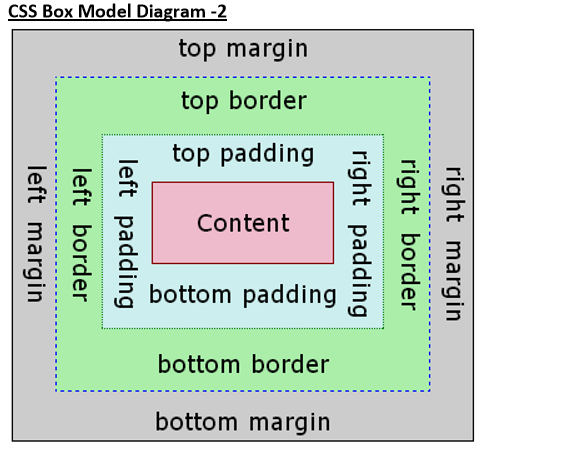 CSS Box Model Diagram -2
top margin
top border
top padding
left margin
left border
left padding
Content
right padding
right border
right margin
bottom padding
bottom border
bottom margin